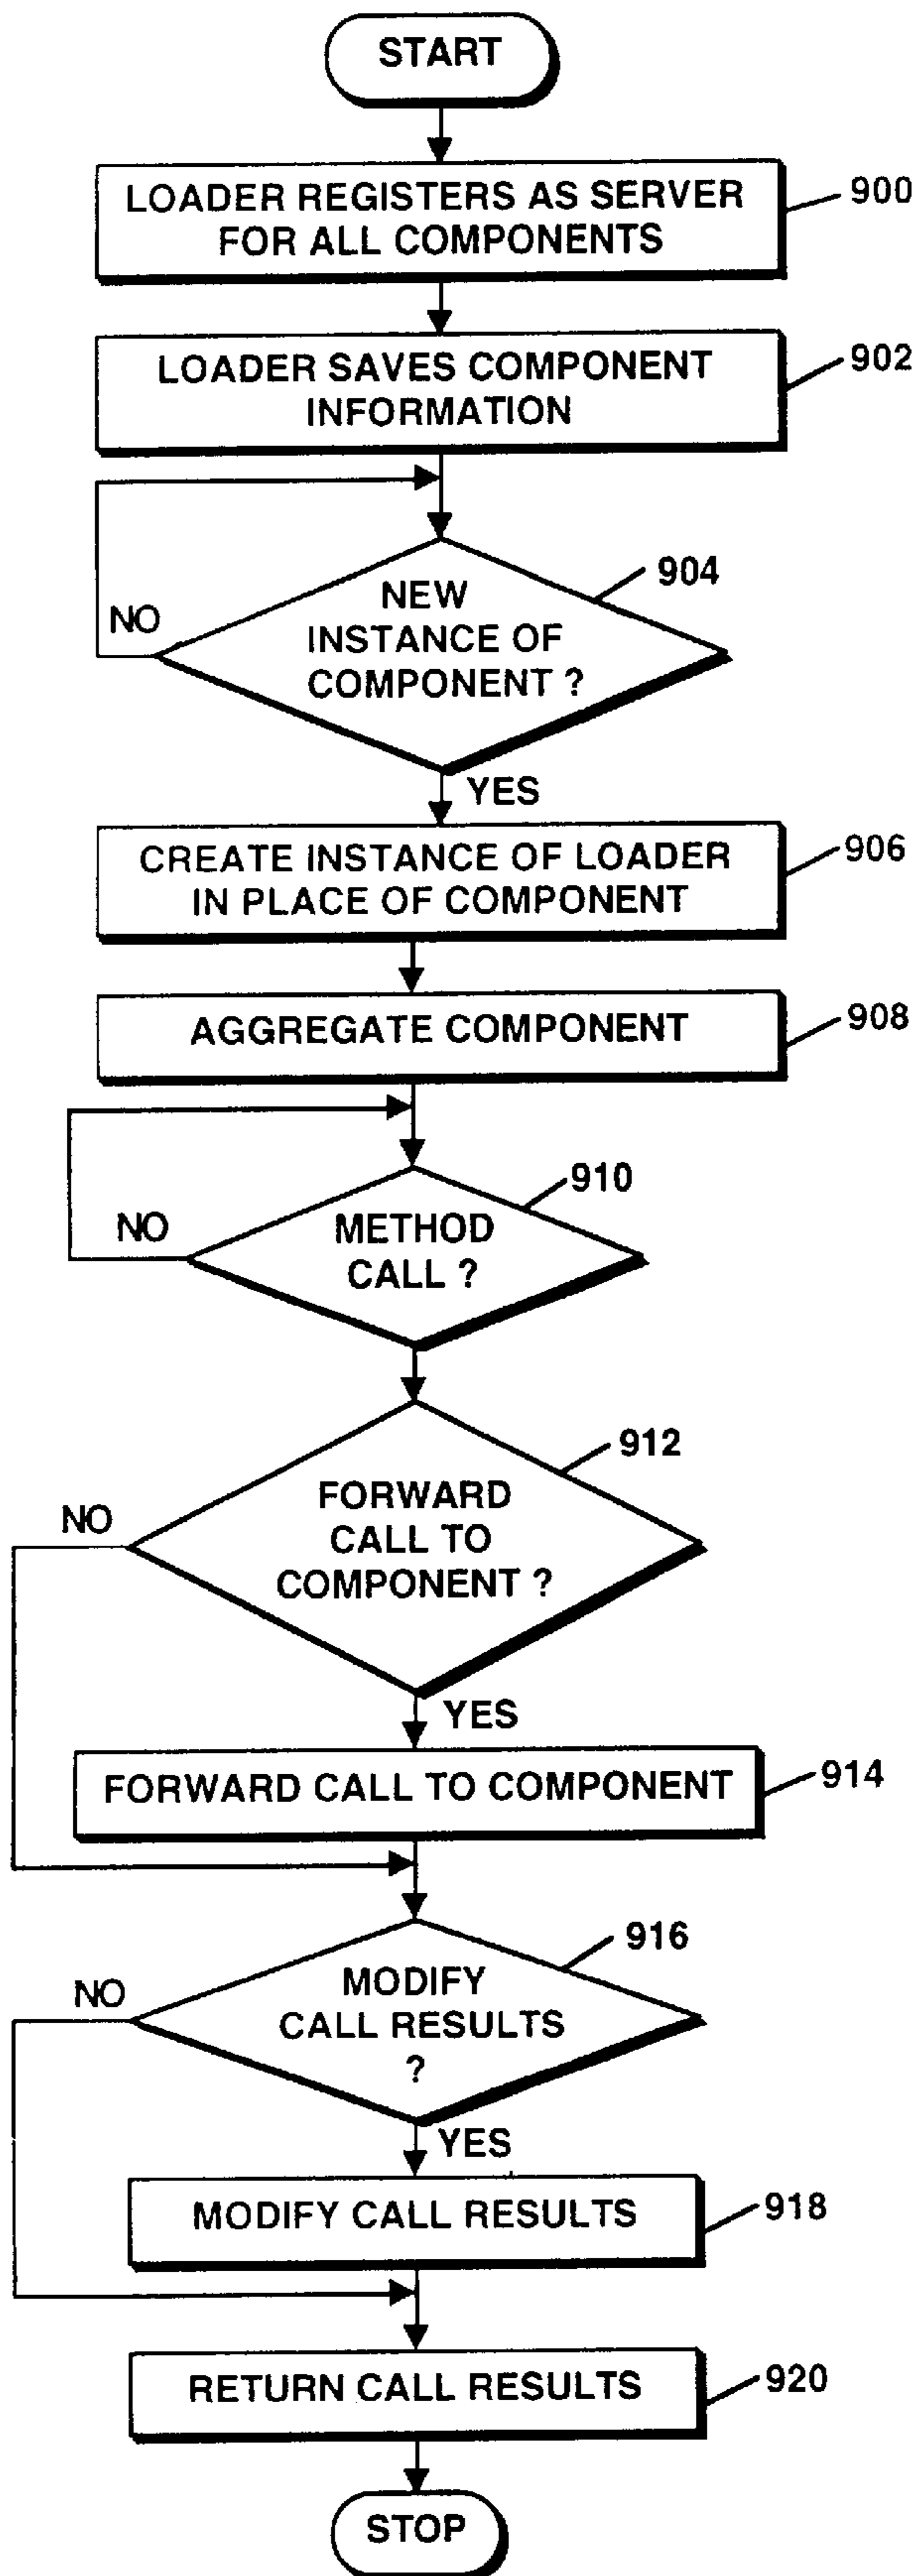 START
LOADER REGISTERS AS SERVER
FOR ALL COMPONENTS
900
LOADER SAVES COMPONENT
INFORMATION
902
904
NEW
INSTANCE OF
COMPONENT ?
NO
YES
CREATE INSTANCE OF LOADER
IN PLACE OF COMPONENT
906
AGGREGATE COMPONENT
908
910
METHOD
CALL ?
NO
912
FORWARD
CALL TO
COMPONENT ?
NO
YES
FORWARD CALL TO COMPONENT
914
916
MODIFY
CALL RESULTS
?
NO
YES
MODIFY CALL RESULTS
918
RETURN CALL RESULTS
920
STOP